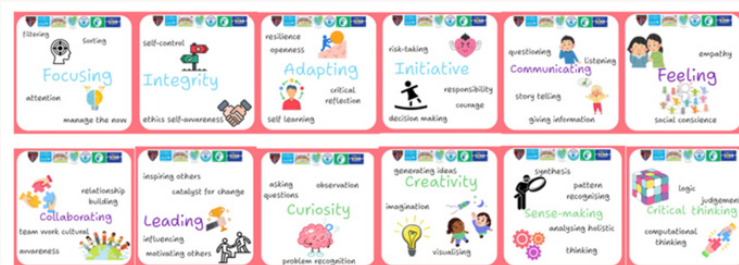 filtering
Sorting
Focusing
attention
manage the now
self-control
Integrity
ethics self-awareness
resilience
openness
Adapting
critical
reflection
self learning
risk-taking
Initiative
responsibility
courage
decision making
questioning
listening
Communicating
story telling
giving information
empathy
Feeling
social conscience
relationship
building
Collaborating
team work cultural
awareness
inspiring others
catalyst for change
Leading
influencing
motivating others
asking
questions
observation
Curiosity
problem recognition
generating ideas
Creativity
imagination
visualising
synthesis
pattern
recognising
Sense-making
analysing holistic
thinking
logic
judgement
Critical thinking
computational
thinking